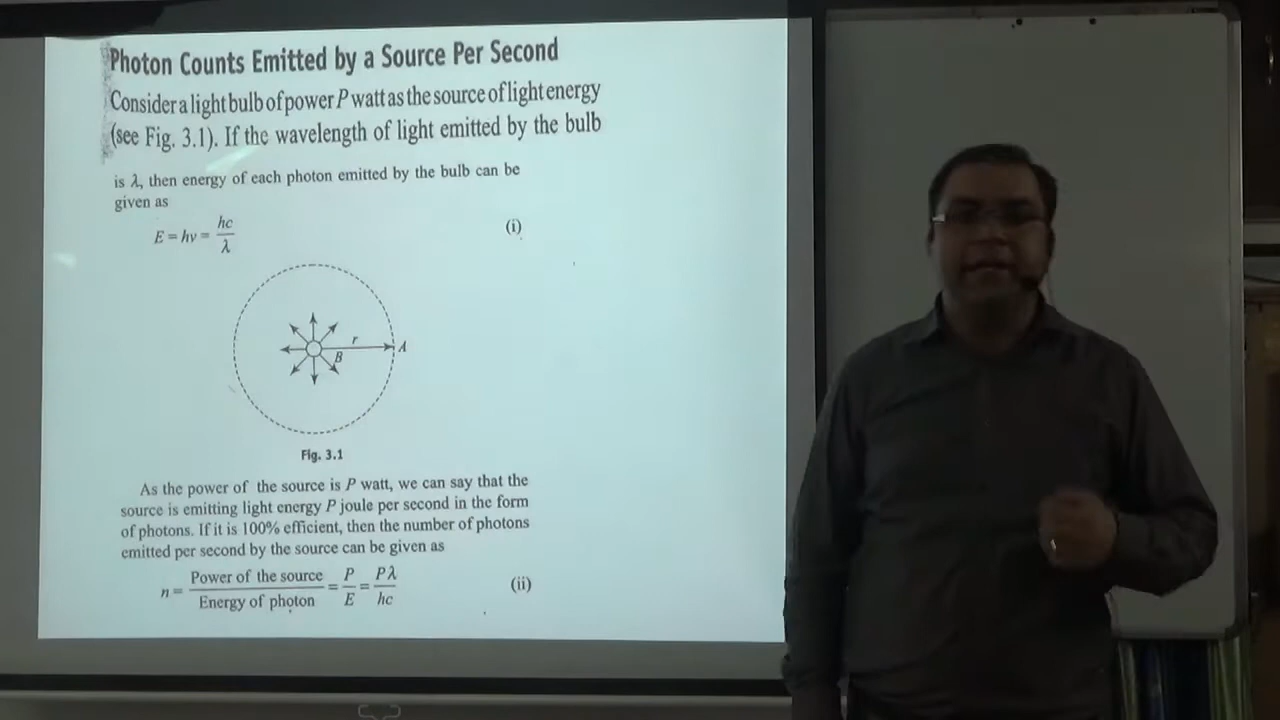 Photon Counts Emitted by a Source Per Second
Consider a light bulb of power P watt as the source of light energy
(see Fig. 3.1). If the wavelength of light emitted by the bulb
is λ, then energy of each photon emitted by the bulb can be
given as
E = hν = hc/λ (i)
r
A
B
Fig. 3.1
As the power of the source is P watt, we can say that the
source is emitting light energy P joule per second in the form
of photons. If it is 100% efficient, then the number of photons
emitted per second by the source can be given as
n = Power of the source/Energy of photon = P/E = Pλ/hc (ii)